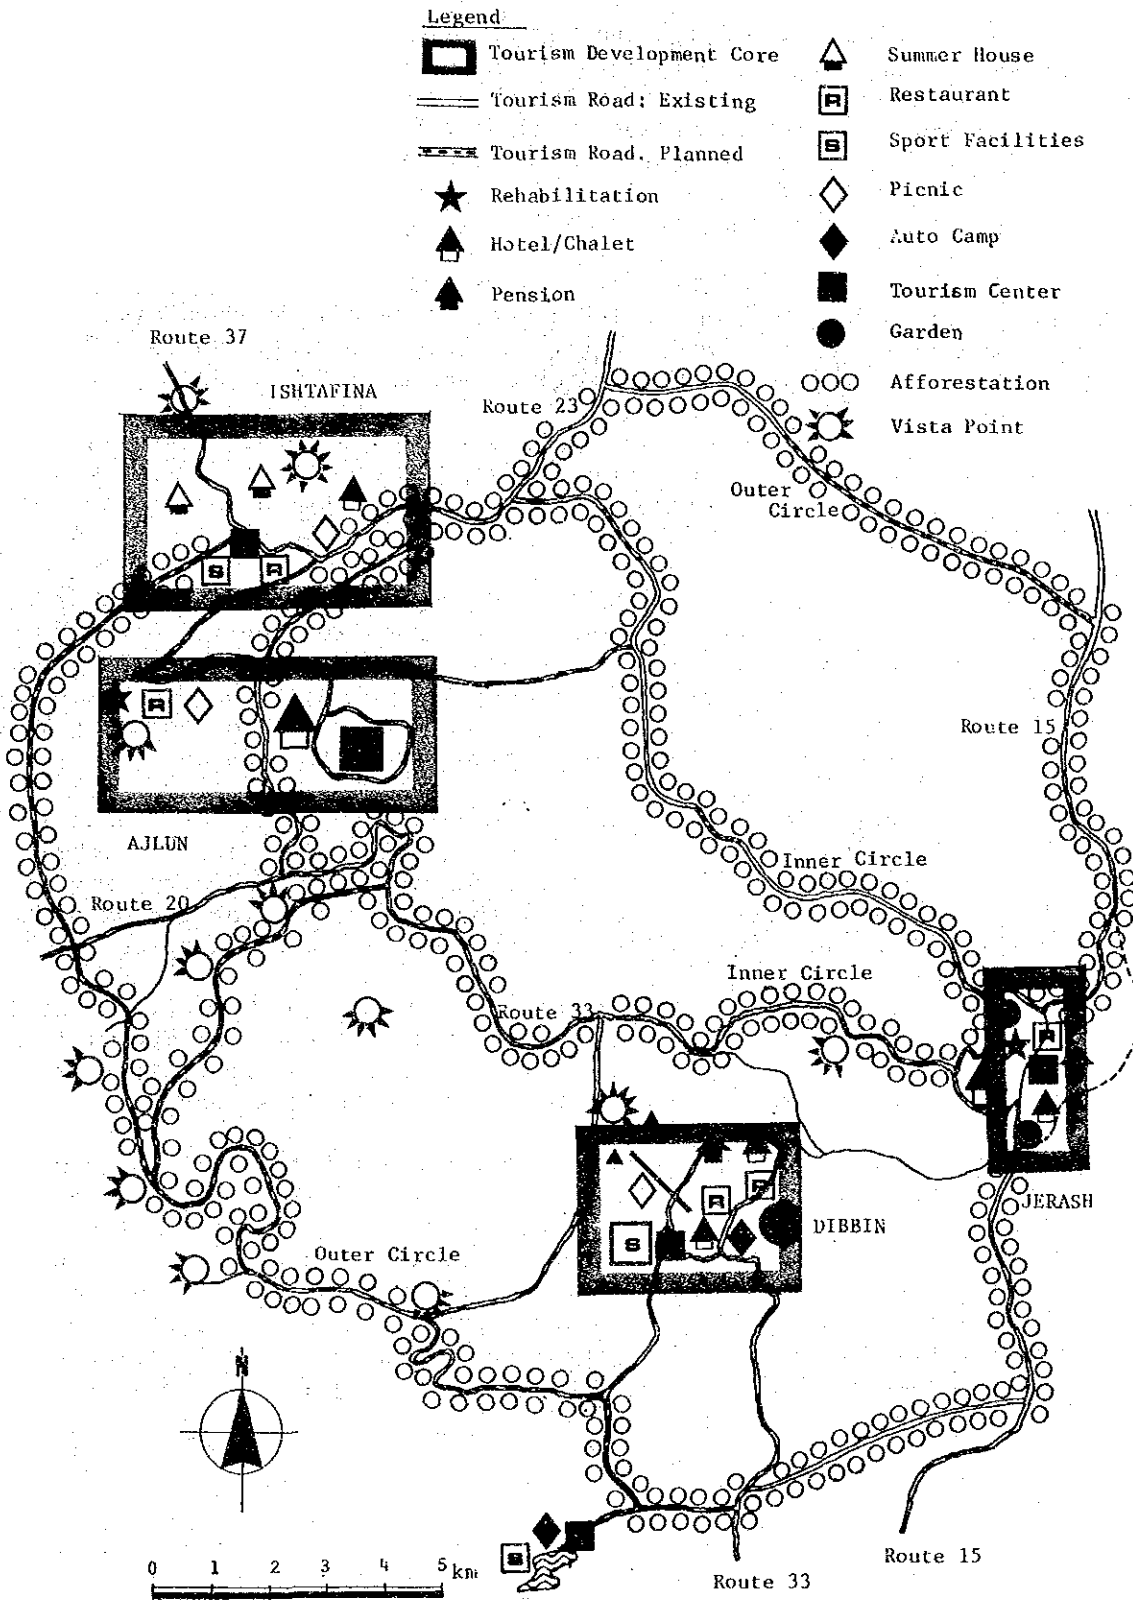 Legend
Tourism Development Core
Tourism Road: Existing
Tourism Road. Planned
Rehabilitation
Hotel/Chalet
Pension
Summer House
R Restaurant
S Sport Facilities
Picnic
Auto Camp
Tourism Center
Garden
Afforestation
Vista Point
Route 37
ISHTAFINA
Route 23
Outer
Circle
S R
R
Route 15
AJLUN
Inner Circle
Route 20
Inner Circle
Route 33
R
JERASH
R R
S
DIBBIN
Outer Circle
N
S
0 1 2 3 4 5 km
Route 15
Route 33